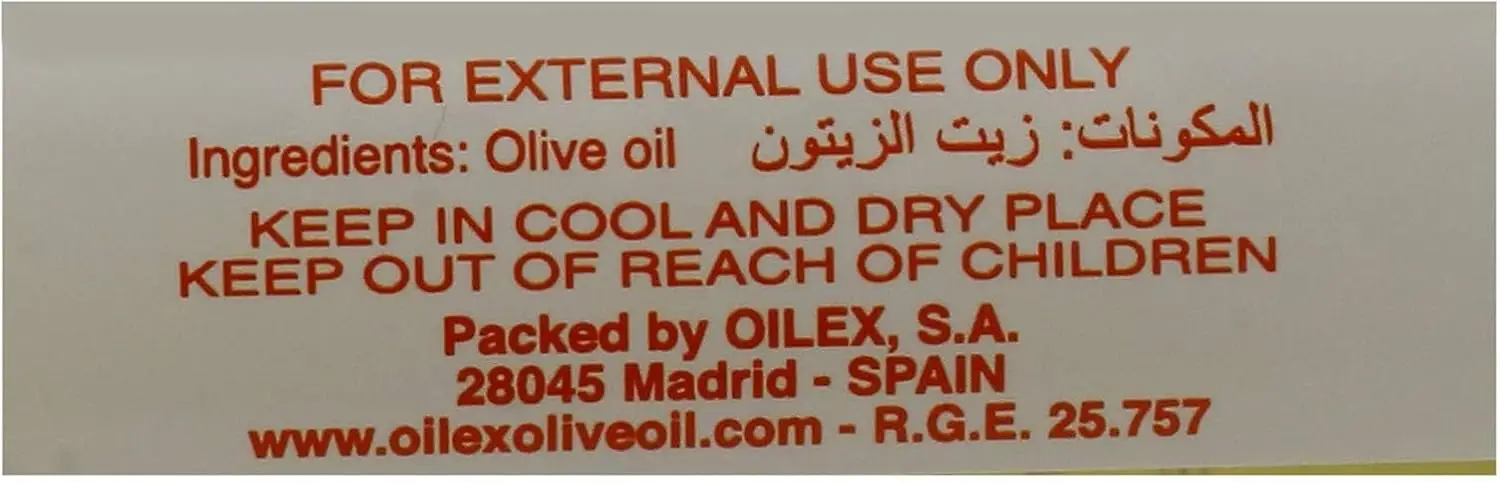 FOR EXTERNAL USE ONLY
Ingredients: Olive oil المكونات: زيت الزيتون
KEEP IN COOL AND DRY PLACE
KEEP OUT OF REACH OF CHILDREN
Packed by OILEX, S.A.
28045 Madrid - SPAIN
www.oilexoliveoil.com - R.G.E. 25.757